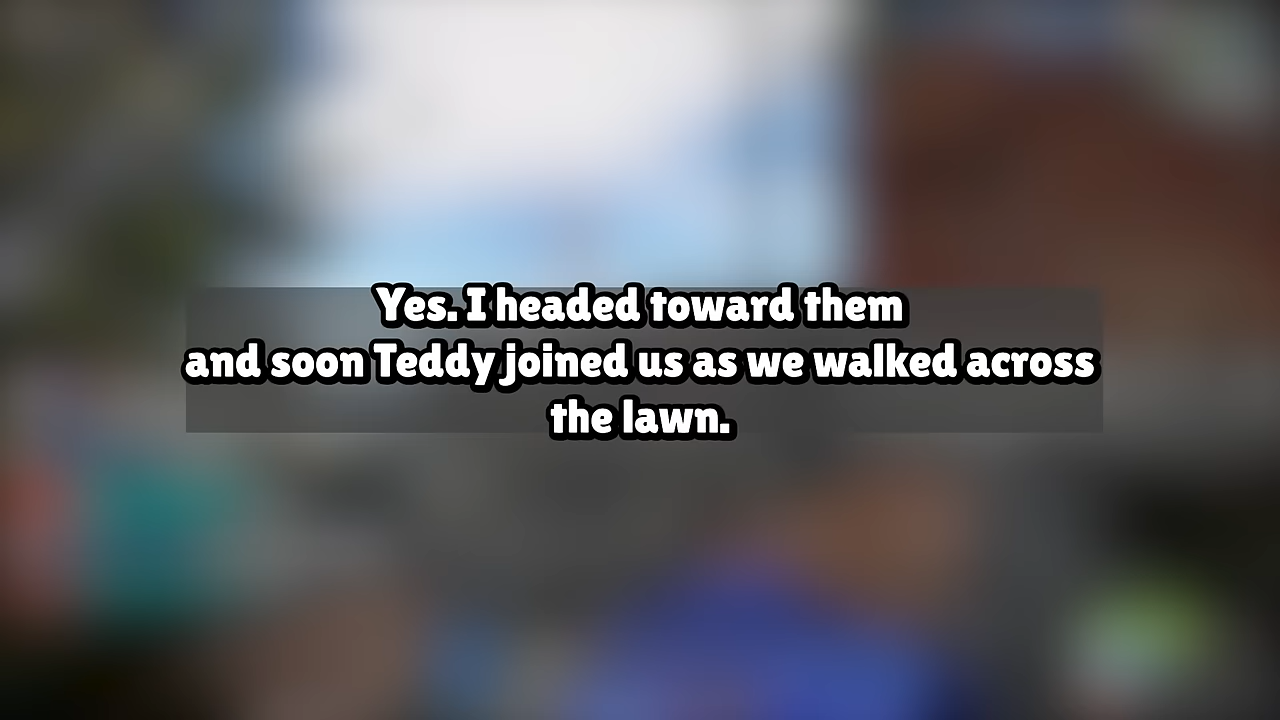 Yes. I headed toward them
and soon Teddy joined us as we walked across
the lawn.